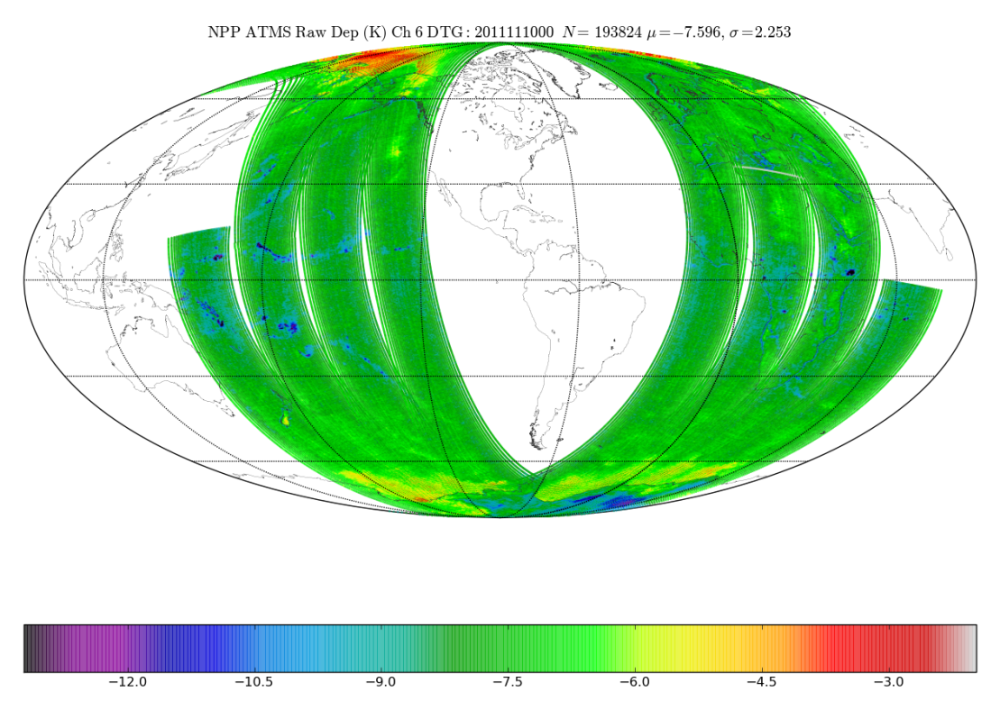 NPP ATMS Raw Dep (K) Ch 6 DTG : 2011111000 N = 193824 μ=−7.596, σ=2.253
−12.0 −10.5 −9.0 −7.5 −6.0 −4.5 −3.0